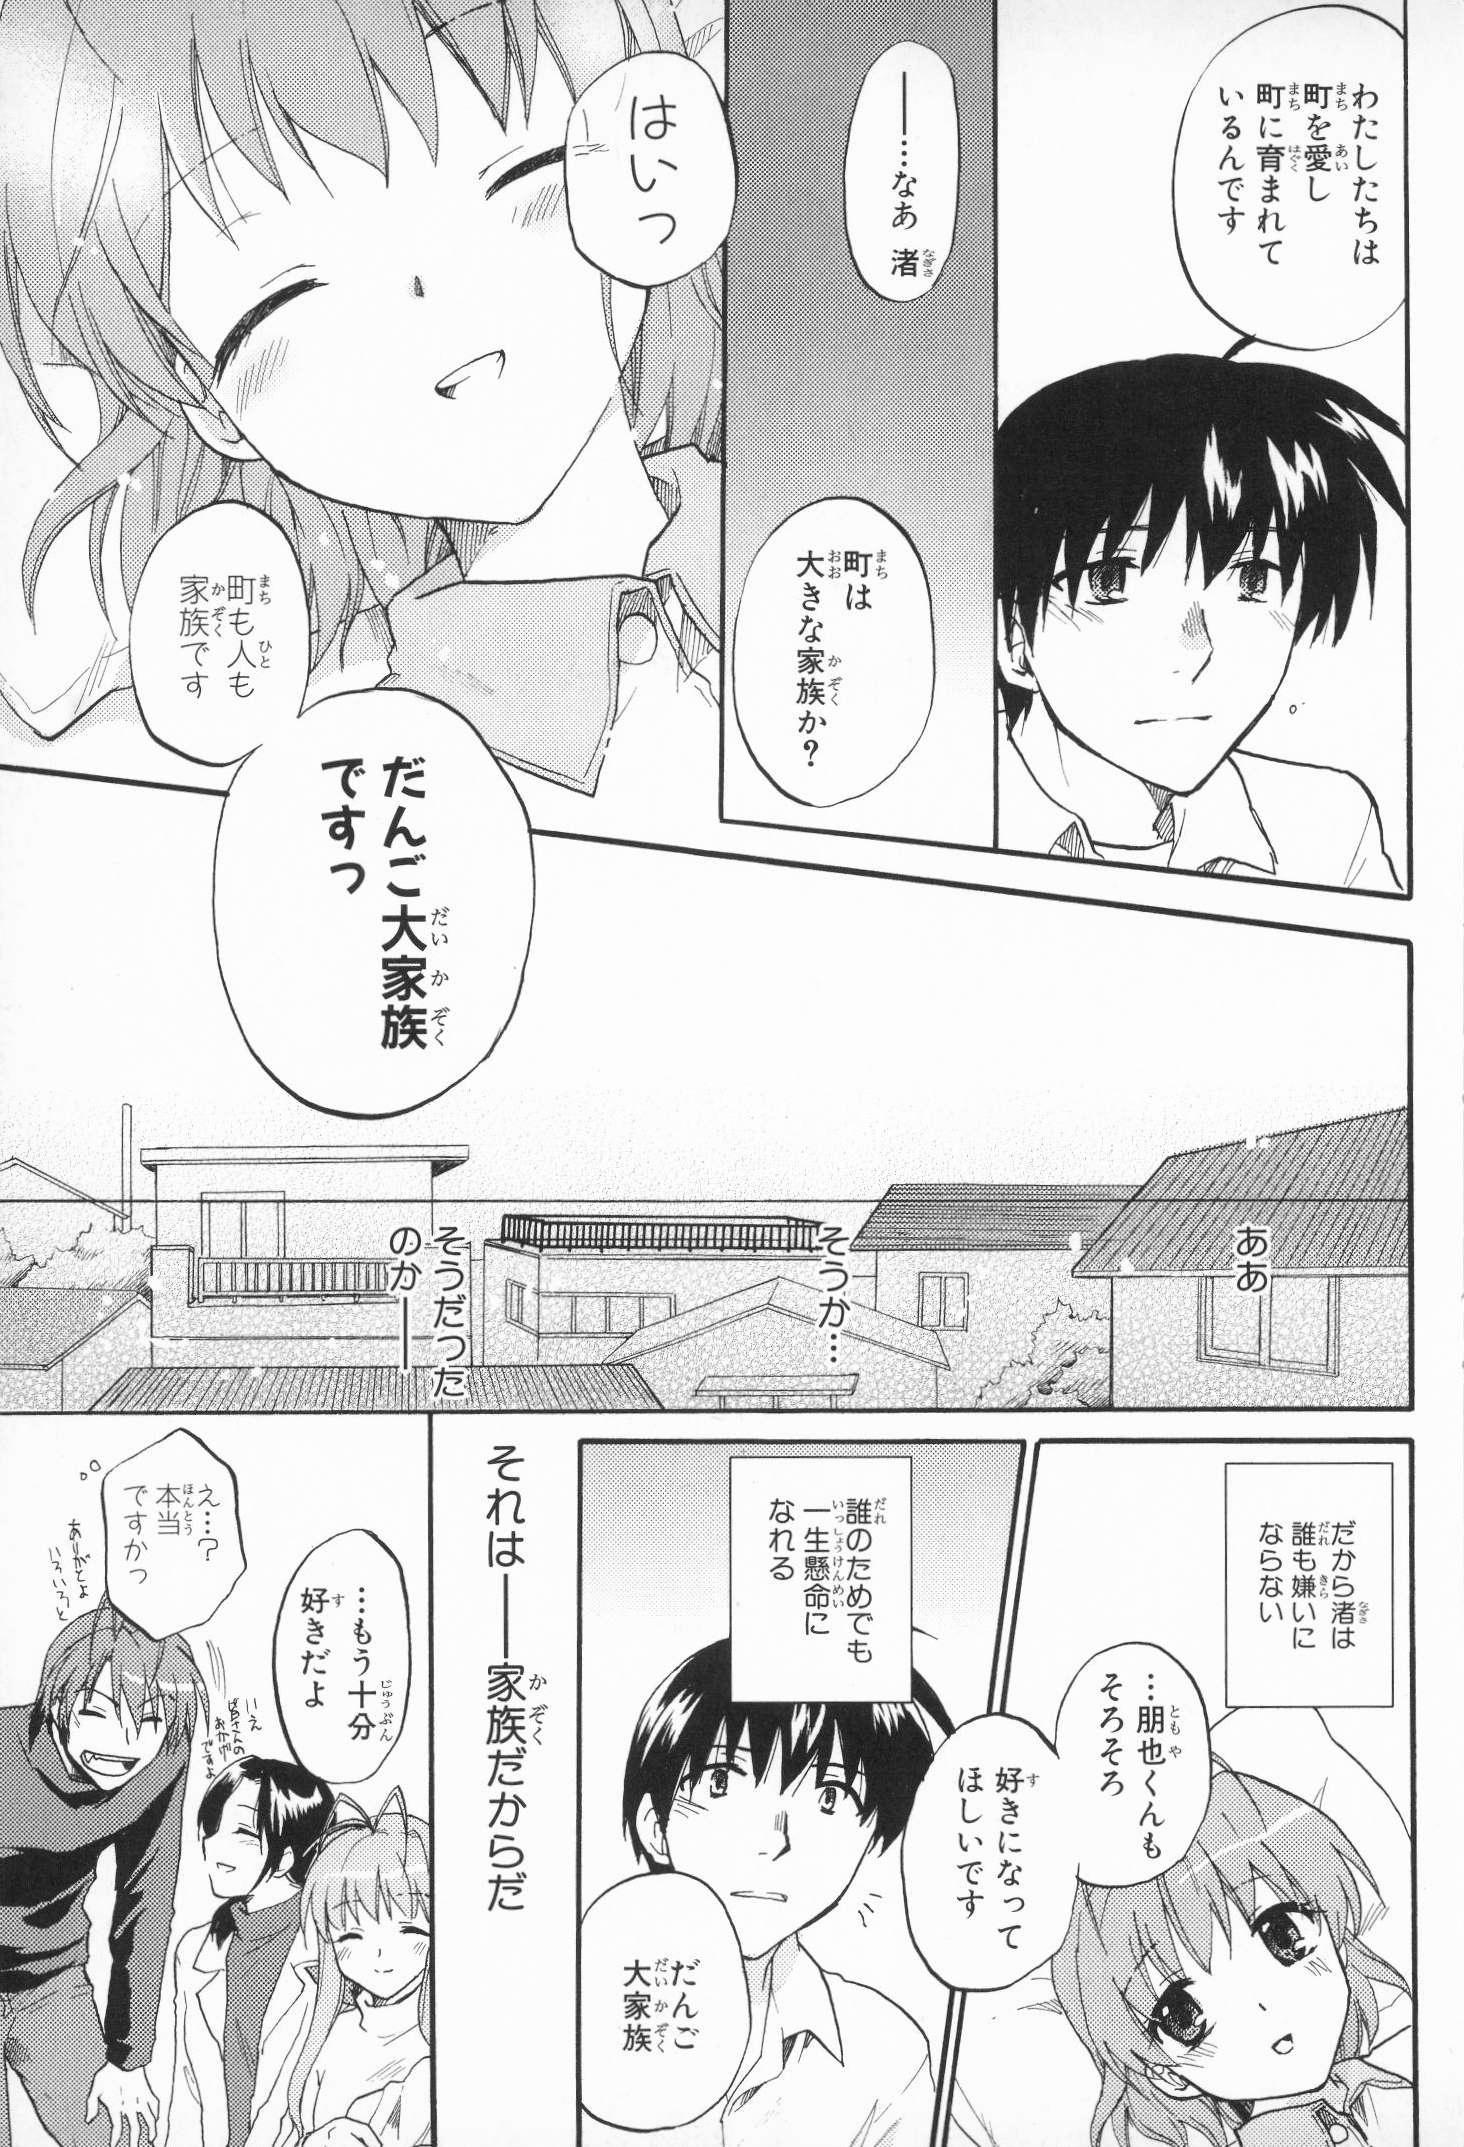 わたしたちは
町を愛し
町に育まれて
いるんです
――…なあ 渚
町は
大きな家族か？
はいっ
町も人も
家族です
だんご大家族
ですっ
ああ
そうか…
そうだった
のか――
だから渚は
誰も嫌いに
ならない
…朋也くんも
そろそろ
好きになって
ほしいです
誰のためでも
一生懸命に
なれる
だんご
大家族
それは――家族だからだ
…もう十分
好きだよ
え…？
本当
ですかっ
いえ
皆さんの
おかげ
ですよ
ありがとよ
いろいろと